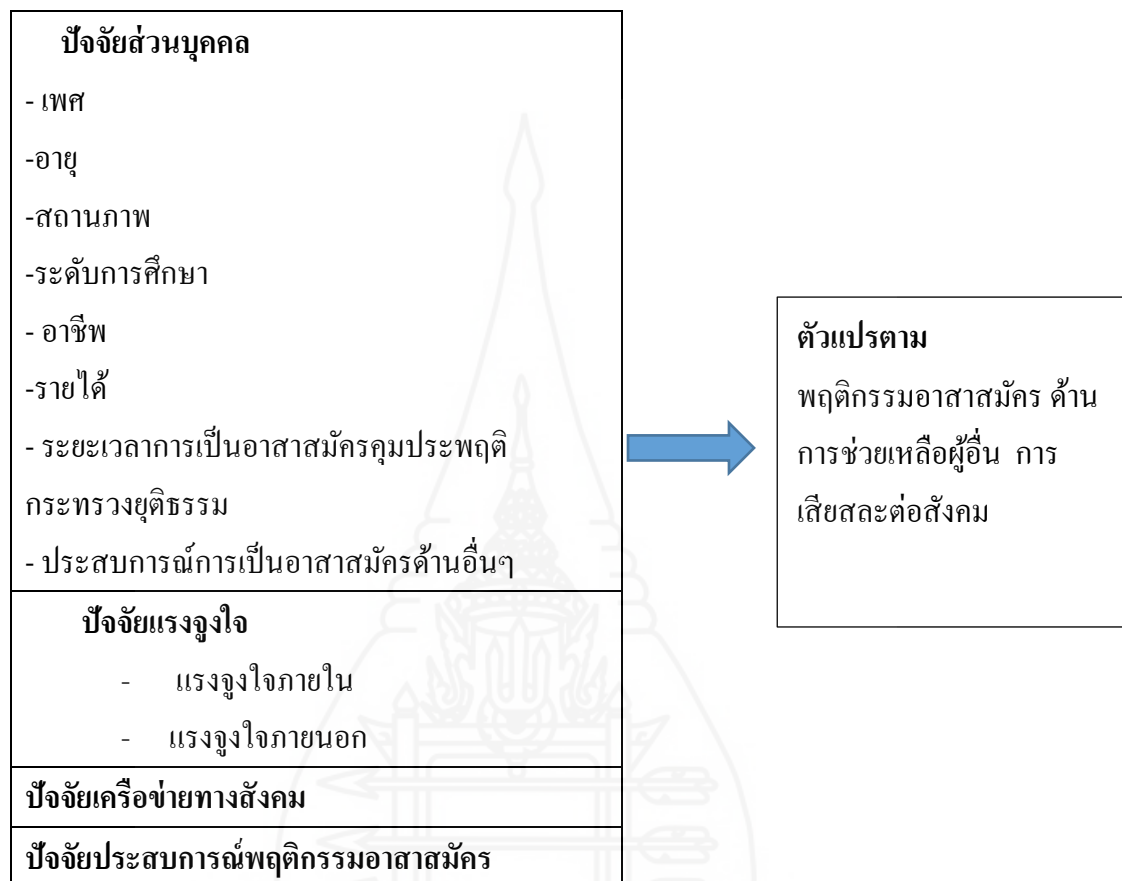 ปัจจัยส่วนบุคคล
- เพศ
-อายุ
-สถานภาพ
-ระดับการศึกษา
- อาชีพ
-รายได้
- ระยะเวลาการเป็นอาสาสมัครคุมประพฤติ
กระทรวงยุติธรรม
- ประสบการณ์การเป็นอาสาสมัครด้านอื่นๆ
ปัจจัยแรงจูงใจ
- แรงจูงใจภายใน
- แรงจูงใจภายนอก
ปัจจัยเครือข่ายทางสังคม
ปัจจัยประสบการณ์พฤติกรรมอาสาสมัคร
ตัวแปรตาม
พฤติกรรมอาสาสมัคร ด้าน
การช่วยเหลือผู้อื่น การ
เสียสละต่อสังคม